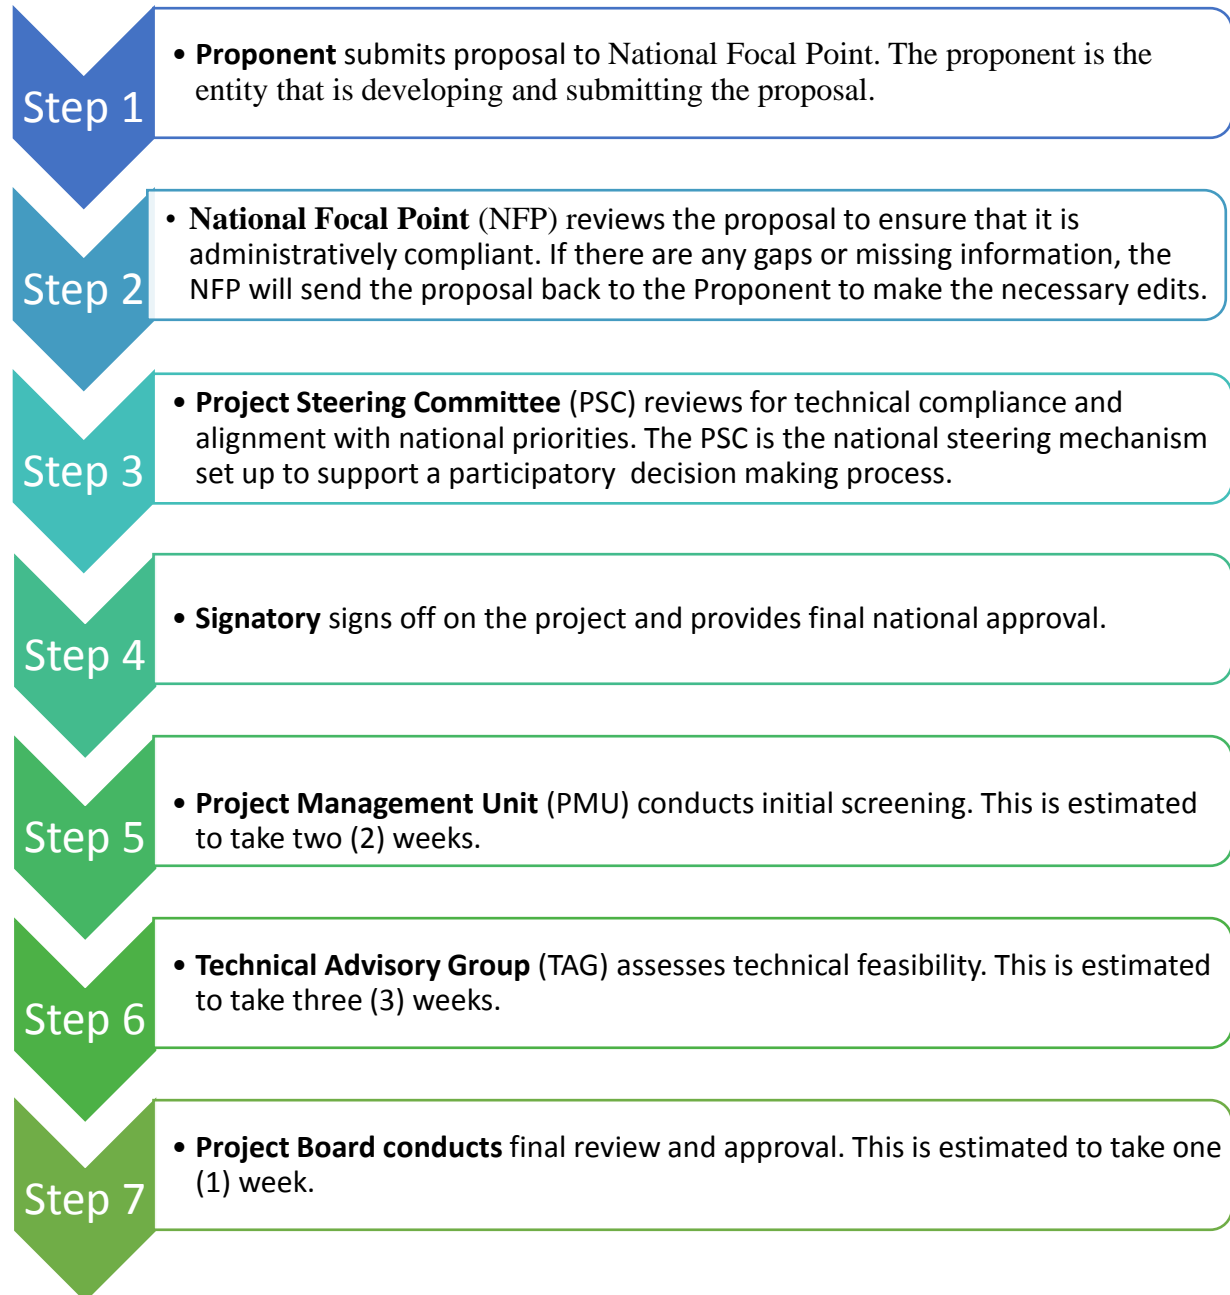 Step 1
• Proponent submits proposal to National Focal Point. The proponent is the
entity that is developing and submitting the proposal.
Step 2
• National Focal Point (NFP) reviews the proposal to ensure that it is
administratively compliant. If there are any gaps or missing information, the
NFP will send the proposal back to the Proponent to make the necessary edits.
Step 3
• Project Steering Committee (PSC) reviews for technical compliance and
alignment with national priorities. The PSC is the national steering mechanism
set up to support a participatory  decision making process.
Step 4
• Signatory signs off on the project and provides final national approval.
Step 5
• Project Management Unit (PMU) conducts initial screening. This is estimated
to take two (2) weeks.
Step 6
• Technical Advisory Group (TAG) assesses technical feasibility. This is estimated
to take three (3) weeks.
Step 7
• Project Board conducts final review and approval. This is estimated to take one
(1) week.